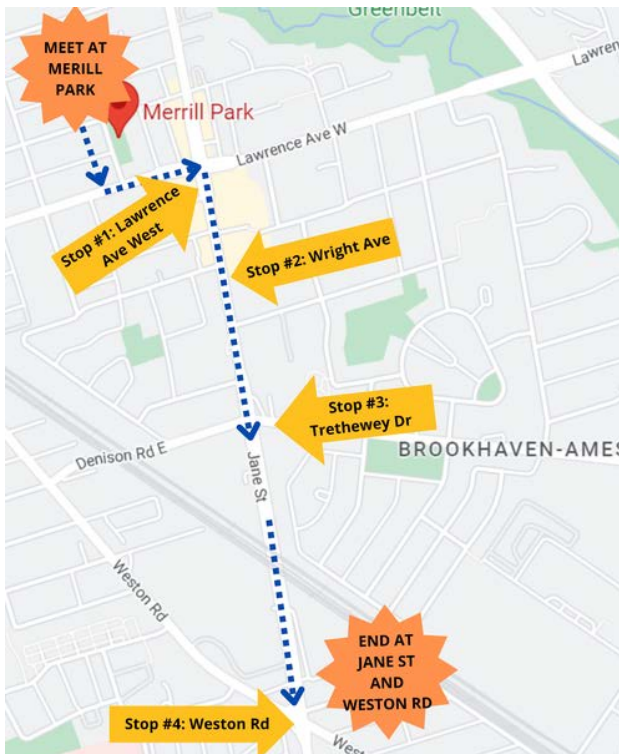 Greenbelt
MEET AT
MERILL
PARK
Merrill Park
Lawrence Ave W
Stop #1: Lawrence
Ave West
Stop #2: Wright Ave
Stop #3:
Trethewey Dr
Denison Rd E
BROOKHAVEN-AMES
Jane St
Weston Rd
END AT
JANE ST
AND
WESTON RD
Stop #4: Weston Rd